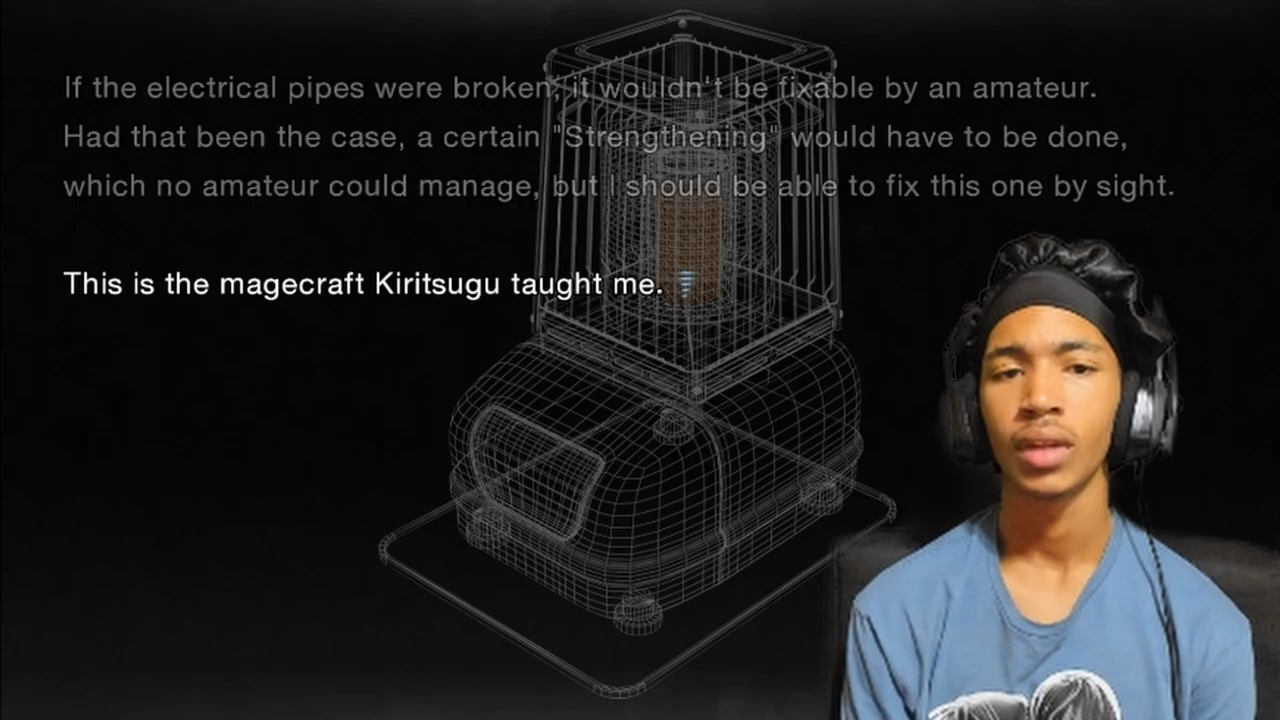 If the electrical pipes were broken, it wouldn't be fixable by an amateur.
Had that been the case, a certain "Strengthening" would have to be done,
which no amateur could manage, but I should be able to fix this one by sight.
This is the magecraft Kiritsugu taught me.